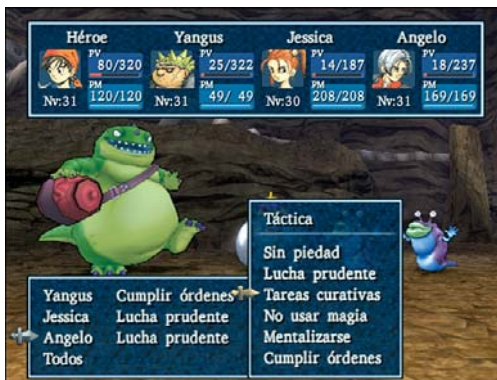 Héroe Yangus Jessica Angelo
PV PV PV PV
80/320 25/322 14/187 18/237
PM PM PM PM
Nv:31 120/120 Nv:31 49/ 49 Nv:30 208/208 Nv:31 169/169
Táctica
Sin piedad
Lucha prudente
Tareas curativas
No usar magia
Mentalizarse
Cumplir órdenes
Yangus Cumplir órdenes
Jessica Lucha prudente
Angelo Lucha prudente
Todos